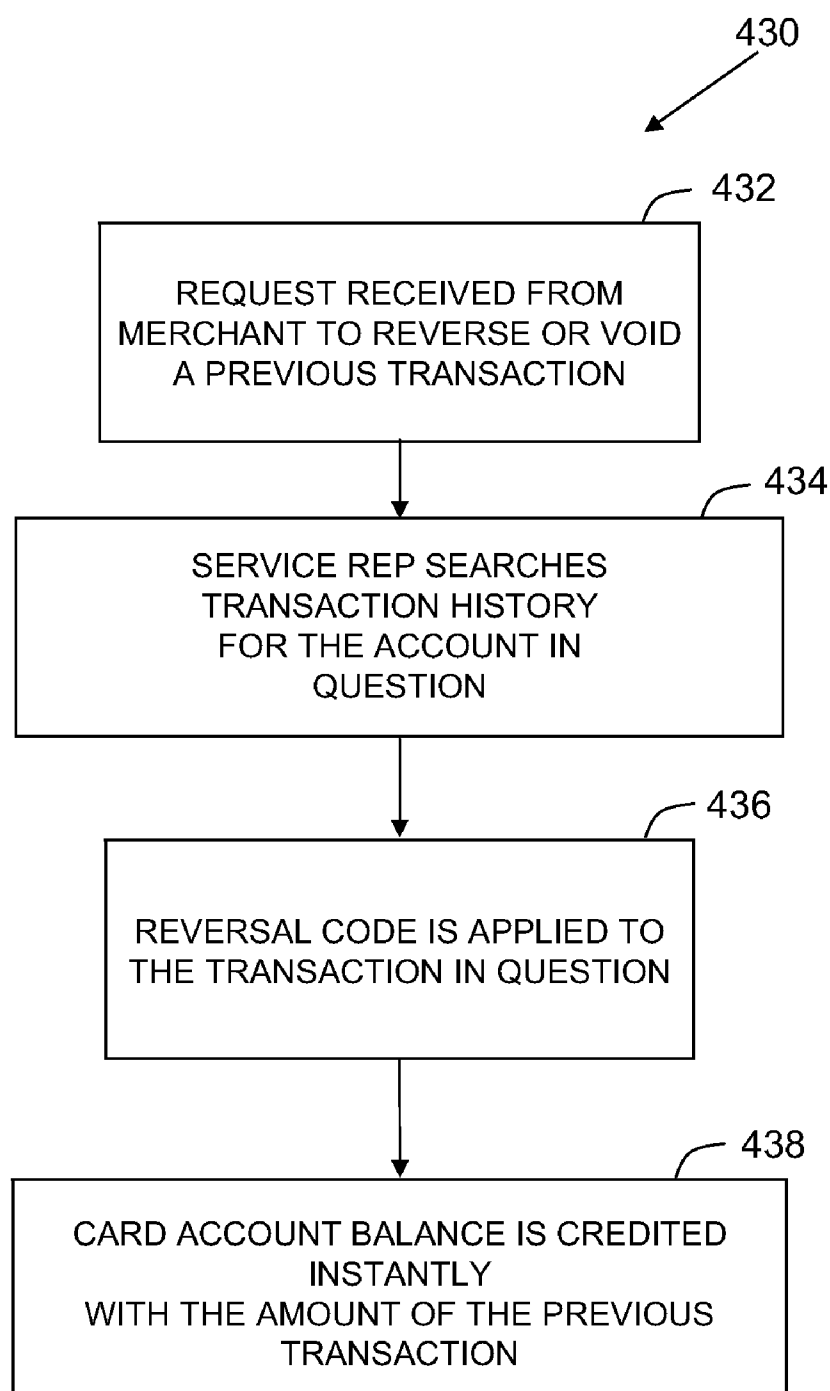 430
432
REQUEST RECEIVED FROM
MERCHANT TO REVERSE OR VOID
A PREVIOUS TRANSACTION
434
SERVICE REP SEARCHES
TRANSACTION HISTORY
FOR THE ACCOUNT IN
QUESTION
436
REVERSAL CODE IS APPLIED TO
THE TRANSACTION IN QUESTION
438
CARD ACCOUNT BALANCE IS CREDITED
INSTANTLY
WITH THE AMOUNT OF THE PREVIOUS
TRANSACTION